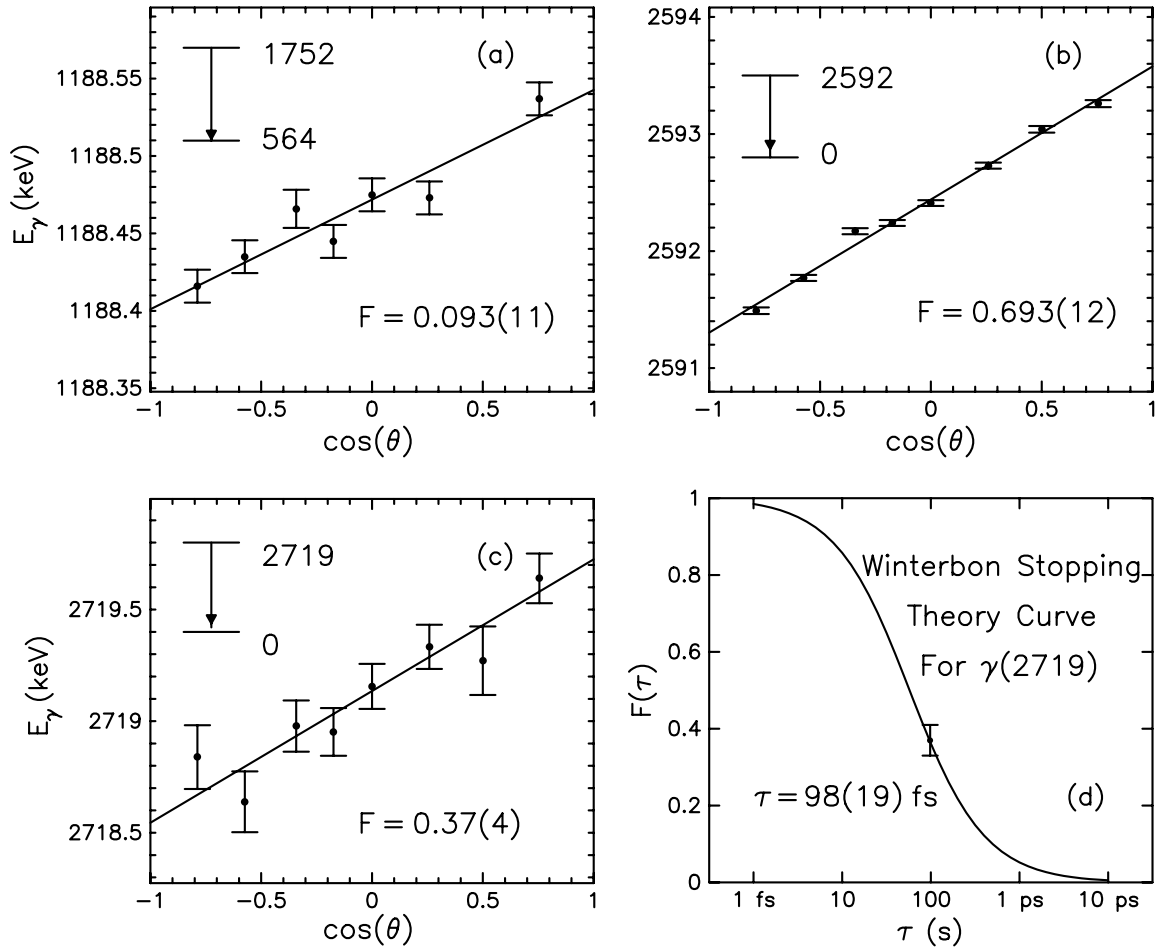 1752
(a)
564
F = 0.093(11)
1188.55
1188.5
1188.45
1188.4
1188.35
Eγ (keV)
−1 −0.5 0 0.5 1
cos(θ)
2592
(b)
0
F = 0.693(12)
2594
2593
2592
2591
−1 −0.5 0 0.5 1
cos(θ)
2719
(c)
0
F = 0.37(4)
2719.5
2719
2718.5
Eγ (keV)
−1 −0.5 0 0.5 1
cos(θ)
Winterbon Stopping
Theory Curve
For γ(2719)
τ = 98(19) fs
(d)
1
0.8
0.6
0.4
0.2
0
F(τ)
1 fs 10 100 1 ps 10 ps
τ (s)